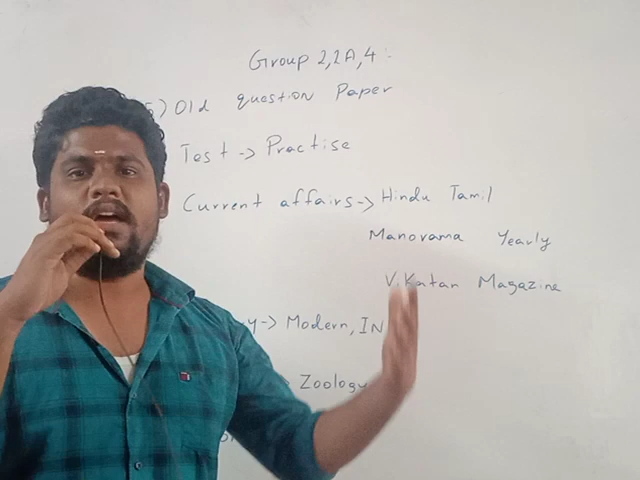 Group 2,2A,4:
5) Old question Paper
Test -> Practise
Current affairs -> Hindu Tamil
Manorama Yearly
Vikatan Magazine
y -> Modern, IN
Zoology